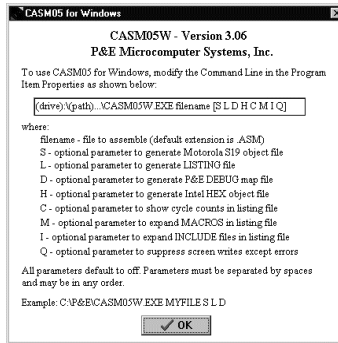 CASM05 for Windows
CASM05W - Version 3.06
P&E Microcomputer Systems, Inc.
To use CASM05 for Windows, modify the Command Line in the Program
Item Properties as shown below:
(drive):\(path)...\CASM05W.EXE filename [S L D H C M I Q]
where:
filename - file to assemble (default extension is .ASM)
S - optional parameter to generate Motorola S19 object file
L - optional parameter to generate LISTING file
D - optional parameter to generate P&E DEBUG map file
H - optional parameter to generate Intel HEX object file
C - optional parameter to show cycle counts in listing file
M - optional parameter to expand MACROS in listing file
I - optional parameter to expand INCLUDE files in listing file
Q - optional parameter to suppress screen writes except errors
All parameters default to off. Parameters must be separated by spaces
and may be in any order.
Example: C:\P&E\CASM05W.EXE MYFILE S L D
OK